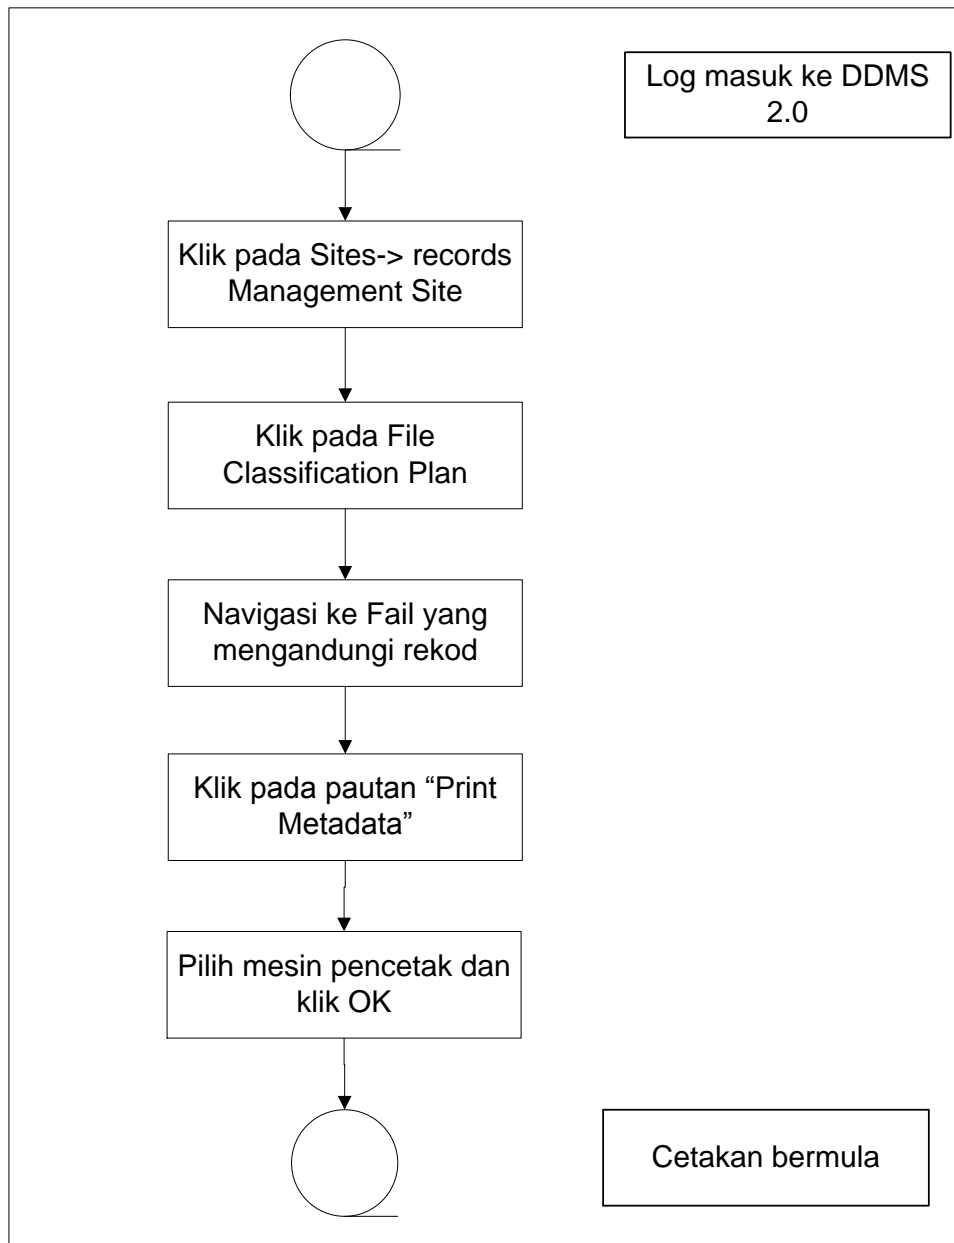 Log masuk ke DDMS
2.0
Klik pada Sites-> records
Management Site
Klik pada File
Classification Plan
Navigasi ke Fail yang
mengandungi rekod
Klik pada pautan “Print
Metadata”
Pilih mesin pencetak dan
klik OK
Cetakan bermula